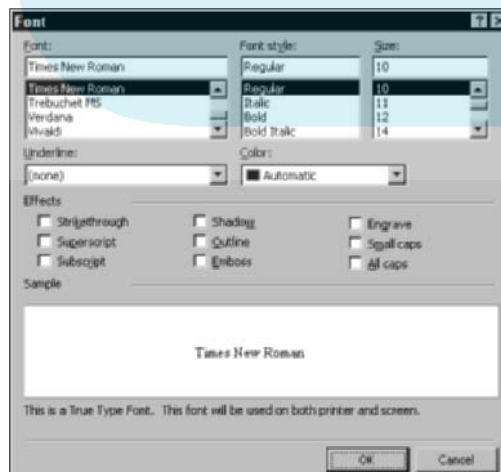 Font
Font: Font style: Size:
Times New Roman Regular 10
Times New Roman Regular 10
Trebuchet MS Italic 11
Verdana Bold 12
Vivaldi Bold Italic 14
Underline: Color:
(none) Automatic
Effects
Strikethrough Shadow Engrave
Superscript Outline Small caps
Subscript Emboss All caps
Sample
Times New Roman
This is a True Type Font. This font will be used on both printer and screen.
OK Cancel